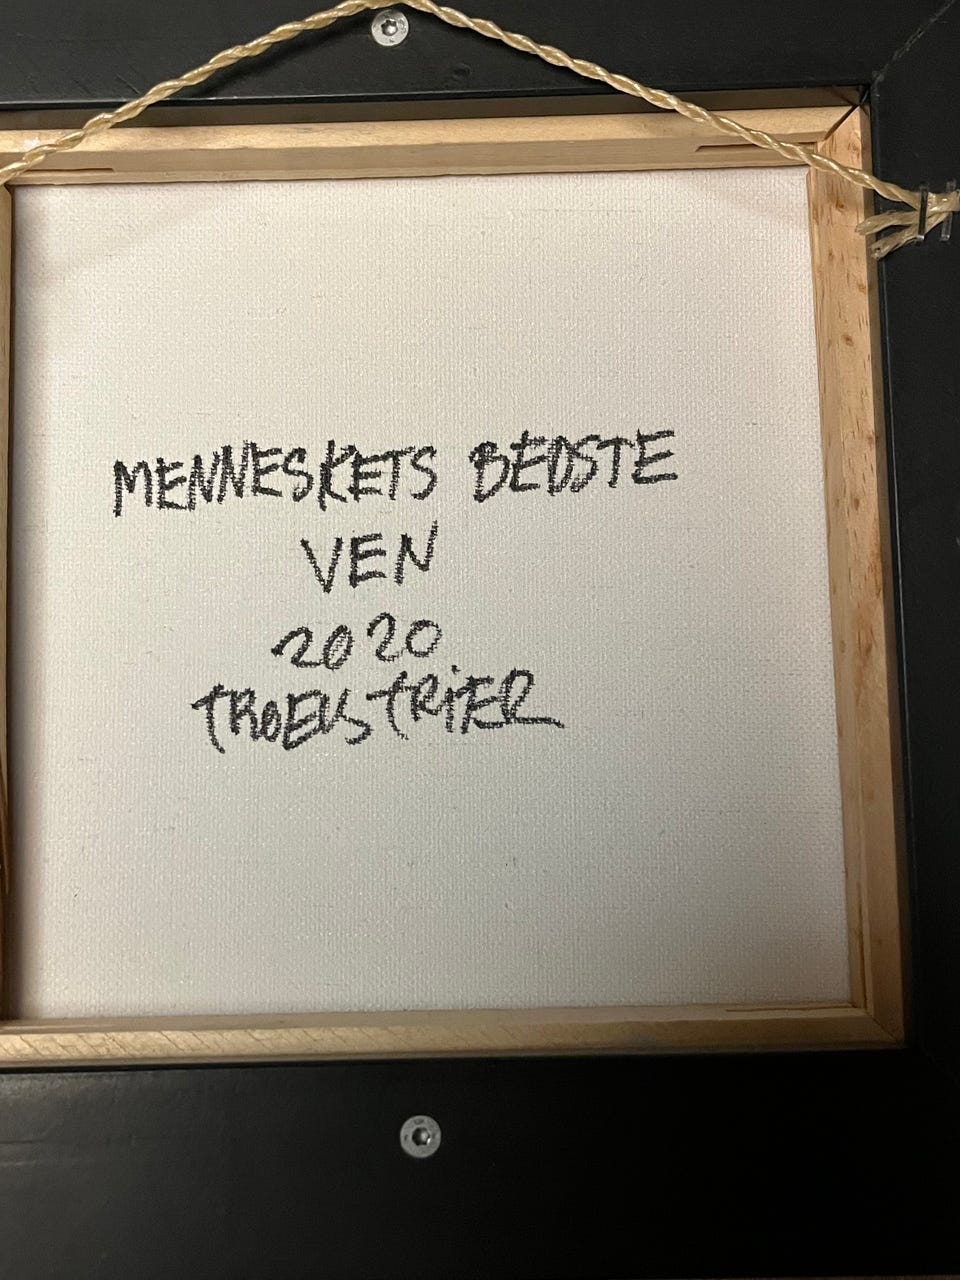 MENNESKETS BEDSTE
VEN
2020
TROELS TRiER